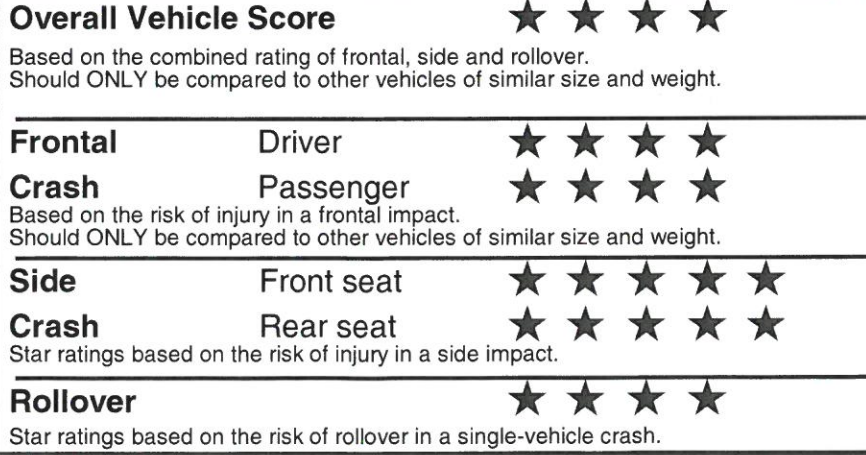 Overall Vehicle Score ★ ★ ★ ★
Based on the combined rating of frontal, side and rollover.
Should ONLY be compared to other vehicles of similar size and weight.
Frontal Driver ★ ★ ★ ★
Crash Passenger ★ ★ ★ ★
Based on the risk of injury in a frontal impact.
Should ONLY be compared to other vehicles of similar size and weight.
Side Front seat ★ ★ ★ ★ ★
Crash Rear seat ★ ★ ★ ★ ★
Star ratings based on the risk of injury in a side impact.
Rollover ★ ★ ★ ★
Star ratings based on the risk of rollover in a single-vehicle crash.